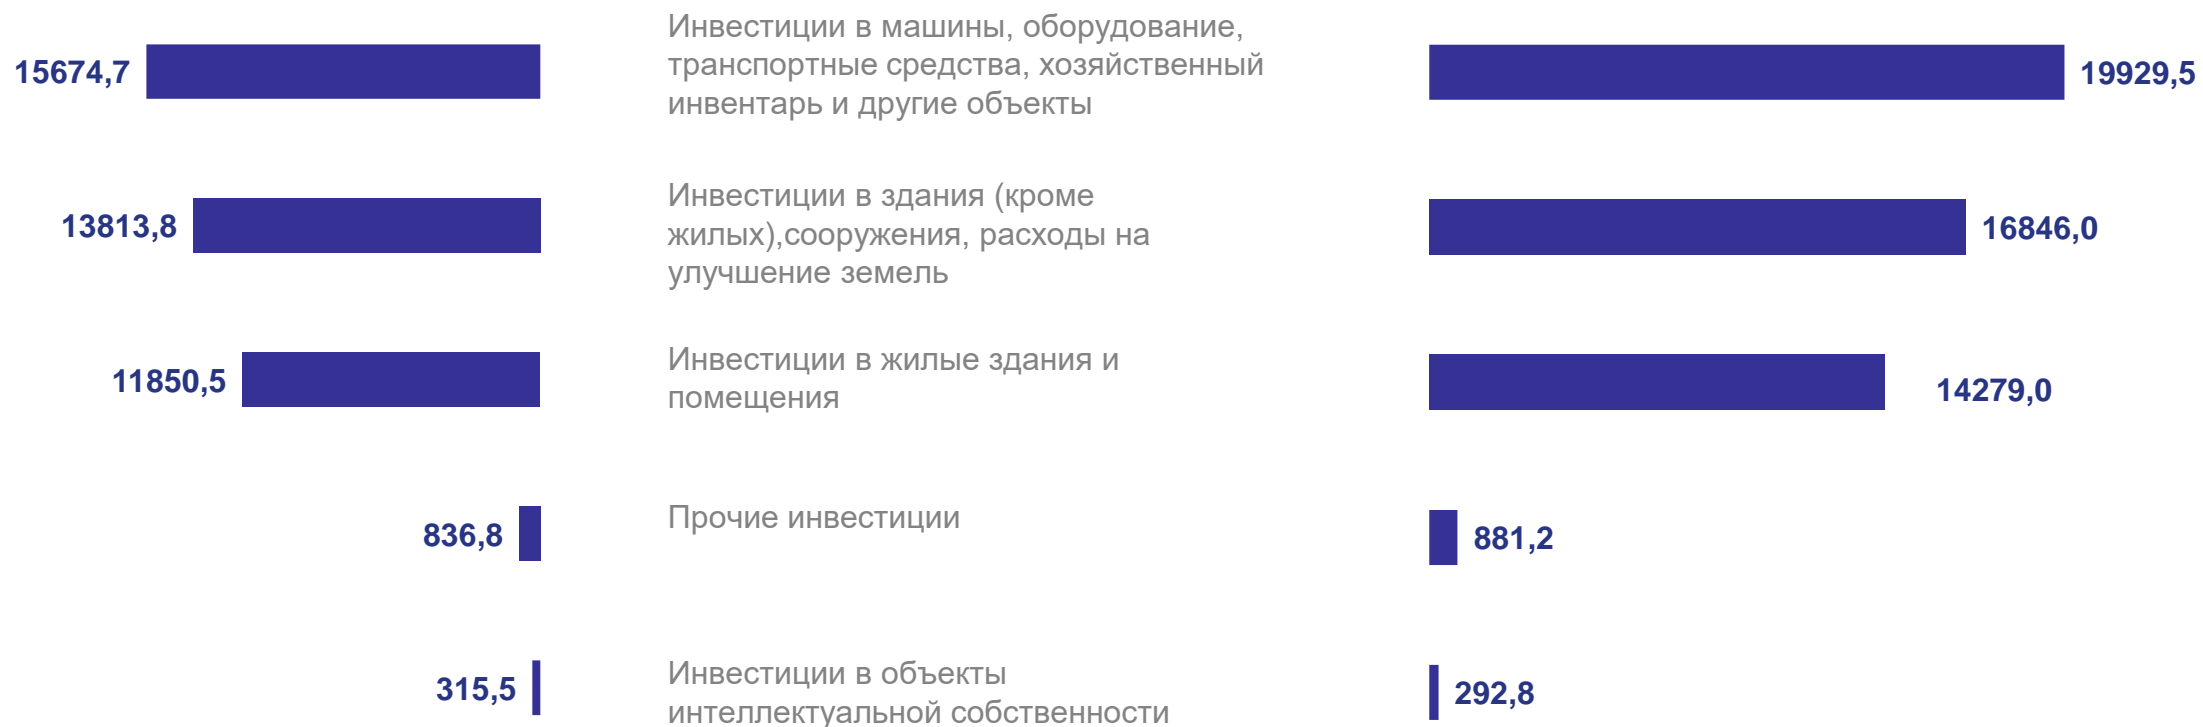 15674,7
Инвестиции в машины, оборудование,
транспортные средства, хозяйственный
инвентарь и другие объекты
19929,5
13813,8
Инвестиции в здания (кроме
жилых),сооружения, расходы на
улучшение земель
16846,0
11850,5
Инвестиции в жилые здания и
помещения
14279,0
836,8
Прочие инвестиции
881,2
315,5
Инвестиции в объекты
интеллектуальной собственности
292,8